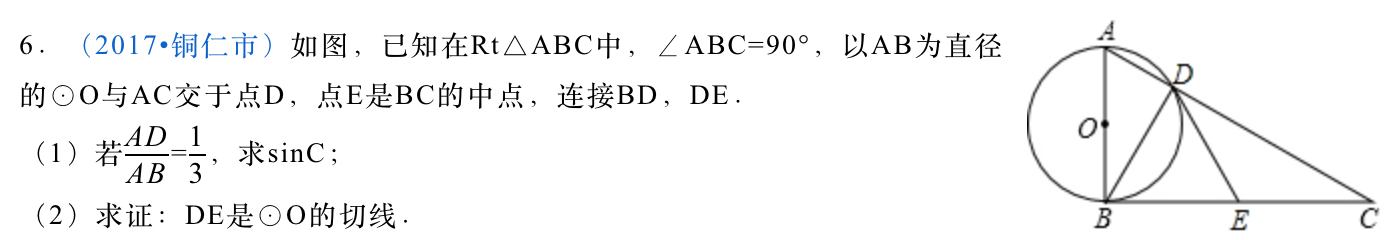 6. （2017•铜仁市）如图，已知在Rt△ABC中，∠ABC=90°，以AB为直径
的⊙O与AC交于点D，点E是BC的中点，连接BD，DE.
（1）若AD/AB=1/3，求sinC；
（2）求证：DE是⊙O的切线.
A
D
O
B
E
C